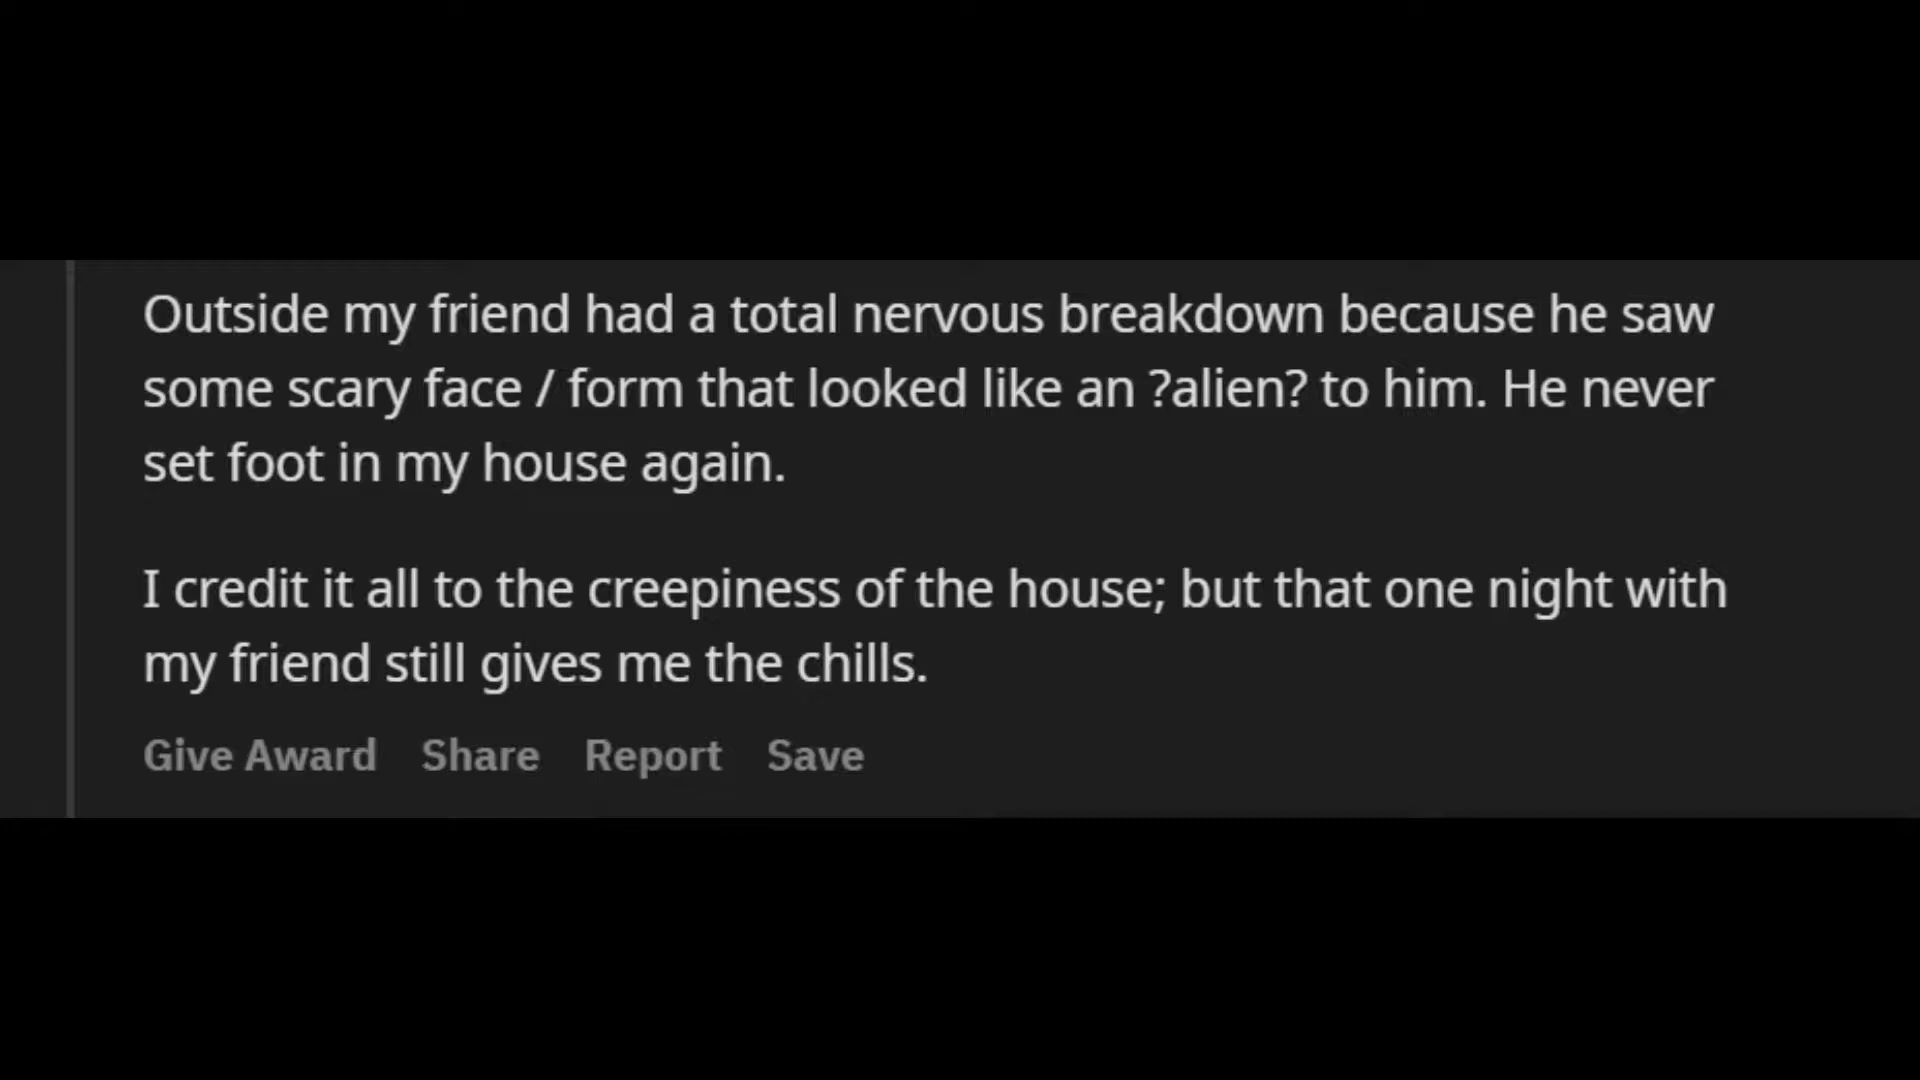 Outside my friend had a total nervous breakdown because he saw
some scary face / form that looked like an ?alien? to him. He never
set foot in my house again.
I credit it all to the creepiness of the house; but that one night with
my friend still gives me the chills.
Give Award Share Report Save